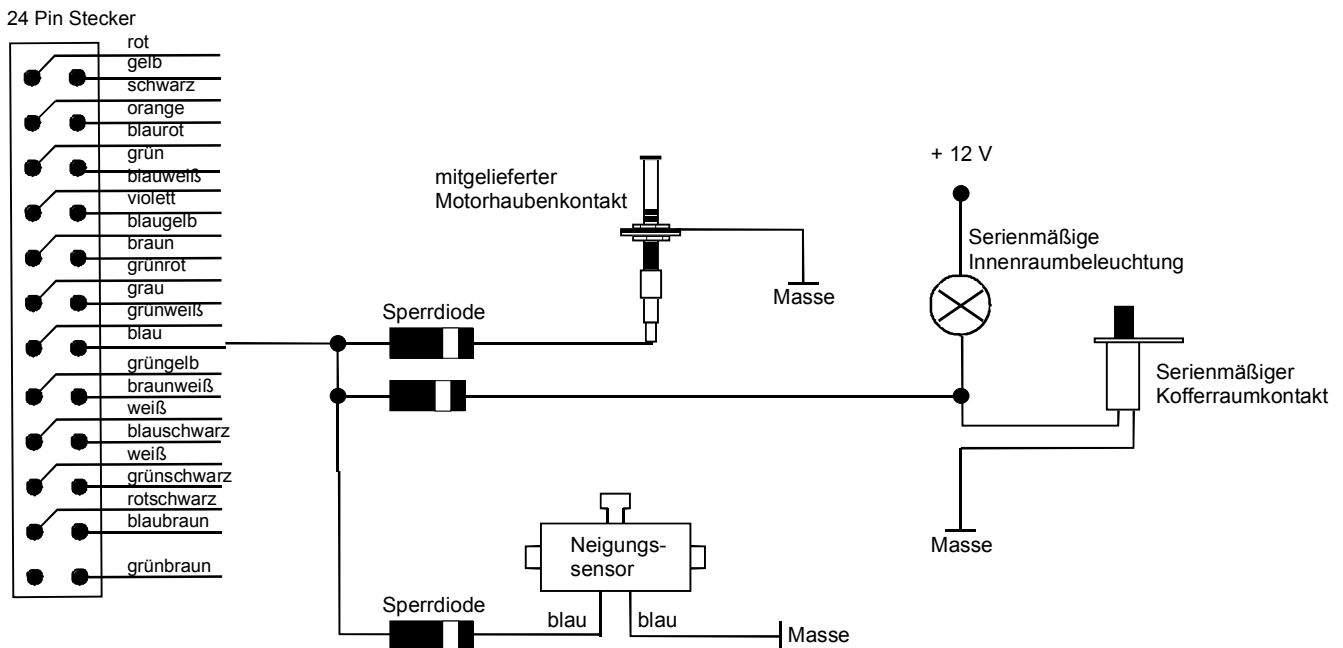 24 Pin Stecker
rot
gelb
schwarz
orange
blaurot
grün
blauweiß
violett
blaugelb
braun
grünrot
grau
grünweiß
blau
grüngelb
braunweiß
weiß
blauschwarz
weiß
grünschwarz
rotschwarz
blaubraun
grünbraun
mitgelieferter
Motorhaubenkontakt
Masse
Sperrdiode
+ 12 V
Serienmäßige
Innenraumbeleuchtung
Serienmäßiger
Kofferraumkontakt
Masse
Neigungs-
sensor
Sperrdiode
blau
blau
Masse